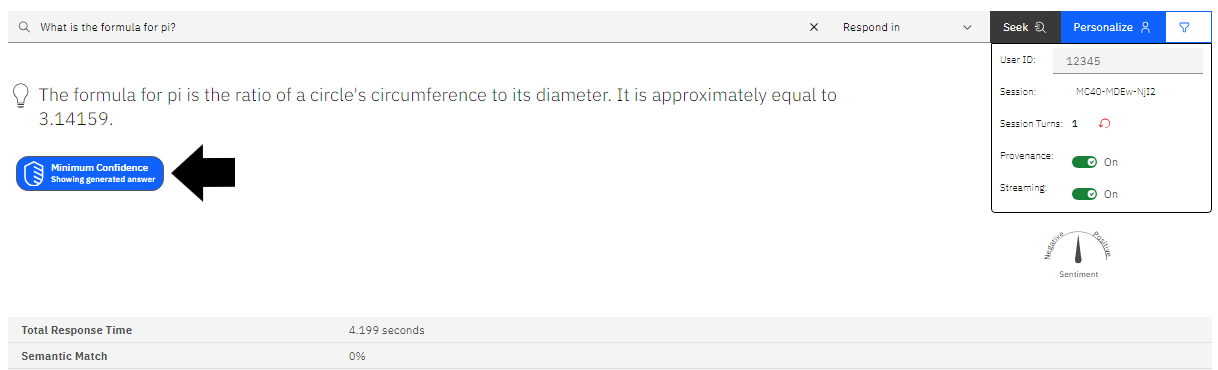 What is the formula for pi?
Respond in
Seek
Personalize
User ID: 12345
Session: MC40-MDEw-NjI2
Session Turns: 1
Provenance: On
Streaming: On
The formula for pi is the ratio of a circle's circumference to its diameter. It is approximately equal to
3.14159.
Minimum Confidence
Showing generated answer
Negative Positive
Sentiment
Total Response Time 4.199 seconds
Semantic Match 0%